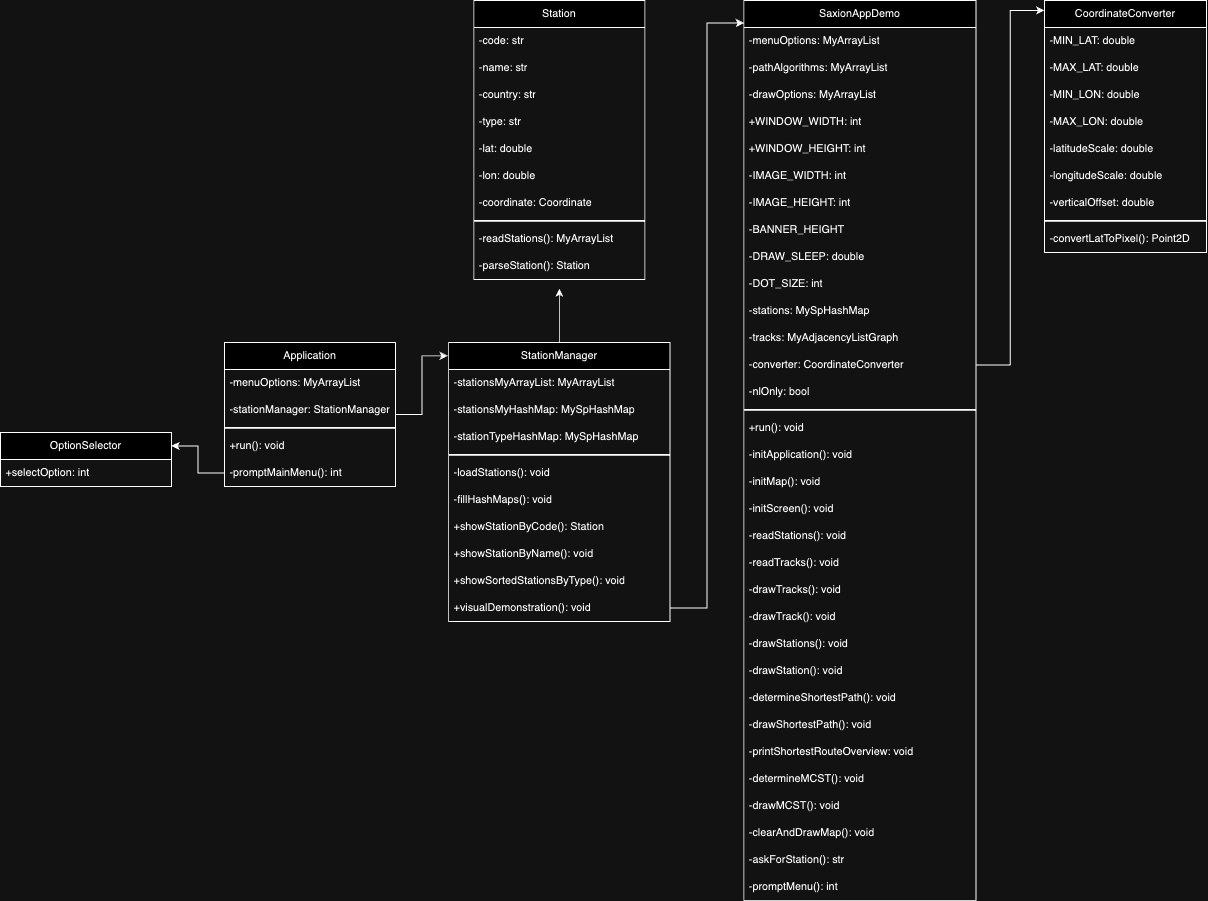 Station
-code: str
-name: str
-country: str
-type: str
-lat: double
-lon: double
-coordinate: Coordinate
-readStations(): MyArrayList
-parseStation(): Station
SaxionAppDemo
-menuOptions: MyArrayList
-pathAlgorithms: MyArrayList
-drawOptions: MyArrayList
+WINDOW_WIDTH: int
+WINDOW_HEIGHT: int
-IMAGE_WIDTH: int
-IMAGE_HEIGHT: int
-BANNER_HEIGHT
-DRAW_SLEEP: double
-DOT_SIZE: int
-stations: MySpHashMap
-tracks: MyAdjacencyListGraph
-converter: CoordinateConverter
-nlOnly: bool
+run(): void
-initApplication(): void
-initMap(): void
-initScreen(): void
-readStations(): void
-readTracks(): void
-drawTracks(): void
-drawTrack(): void
-drawStations(): void
-drawStation(): void
-determineShortestPath(): void
-drawShortestPath(): void
-printShortestRouteOverview: void
-determineMCST(): void
-drawMCST(): void
-clearAndDrawMap(): void
-askForStation(): str
-promptMenu(): int
CoordinateConverter
-MIN_LAT: double
-MAX_LAT: double
-MIN_LON: double
-MAX_LON: double
-latitudeScale: double
-longitudeScale: double
-verticalOffset: double
-convertLatToPixel(): Point2D
Application
-menuOptions: MyArrayList
-stationManager: StationManager
+run(): void
-promptMainMenu(): int
StationManager
-stationsMyArrayList: MyArrayList
-stationsMyHashMap: MySpHashMap
-stationTypeHashMap: MySpHashMap
-loadStations(): void
-fillHashMaps(): void
+showStationByCode(): Station
+showStationByName(): void
+showSortedStationsByType(): void
+visualDemonstration(): void
OptionSelector
+selectOption: int